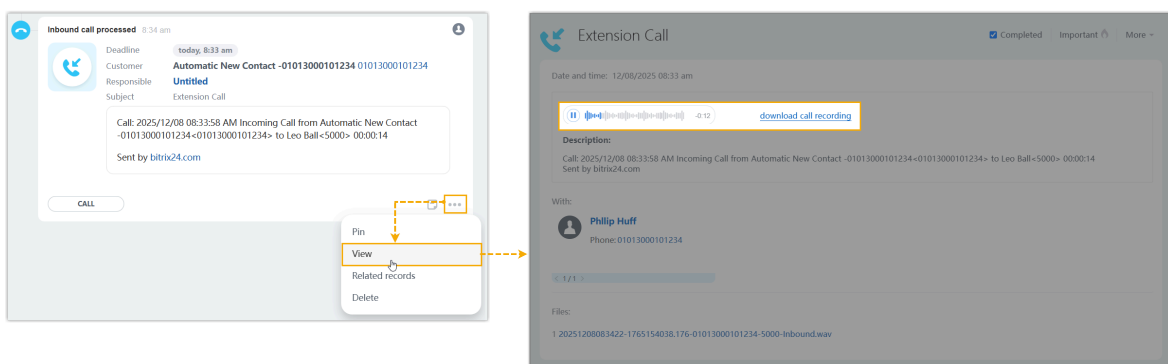 Inbound call processed 8:34 am
Deadline today, 8:33 am
Customer Automatic New Contact -01013000101234 01013000101234
Responsible Untitled
Subject Extension Call
Call: 2025/12/08 08:33:58 AM Incoming Call from Automatic New Contact
-01013000101234<01013000101234> to Leo Ball<5000> 00:00:14
Sent by bitrix24.com
CALL
Pin
View
Related records
Delete
Extension Call
Completed Important More
Date and time: 12/08/2025 08:33 am
-0:12 download call recording
Description:
Call: 2025/12/08 08:33:58 AM Incoming Call from Automatic New Contact -01013000101234<01013000101234> to Leo Ball<5000> 00:00:14
Sent by bitrix24.com
With:
Phllip Huff
Phone: 01013000101234
1 / 1
Files:
1 20251208083422-1765154038.176-01013000101234-5000-Inbound.wav